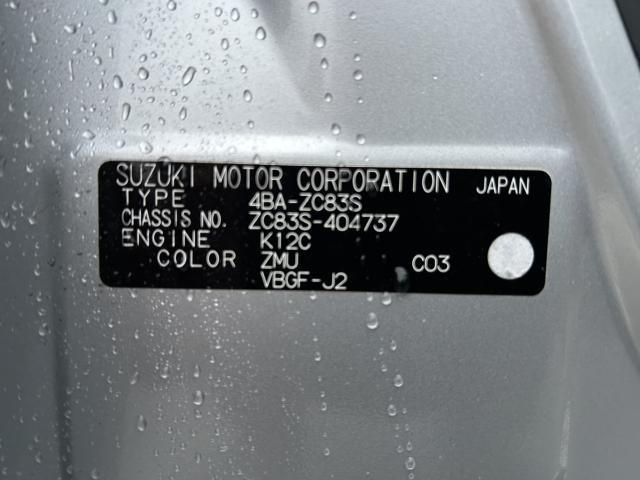 SUZUKI MOTOR CORPORATION JAPAN
TYPE 4BA-ZC83S
CHASSIS NO. ZC83S-404737
ENGINE K12C
COLOR ZMU C03
VBGF-J2